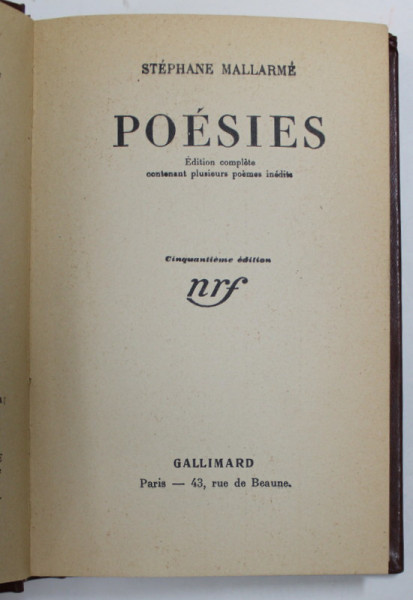 STÉPHANE MALLARMÉ
POÉSIES
Édition complète
contenant plusieurs poèmes inédits
Cinquantième édition
nrf
GALLIMARD
Paris — 43, rue de Beaune.